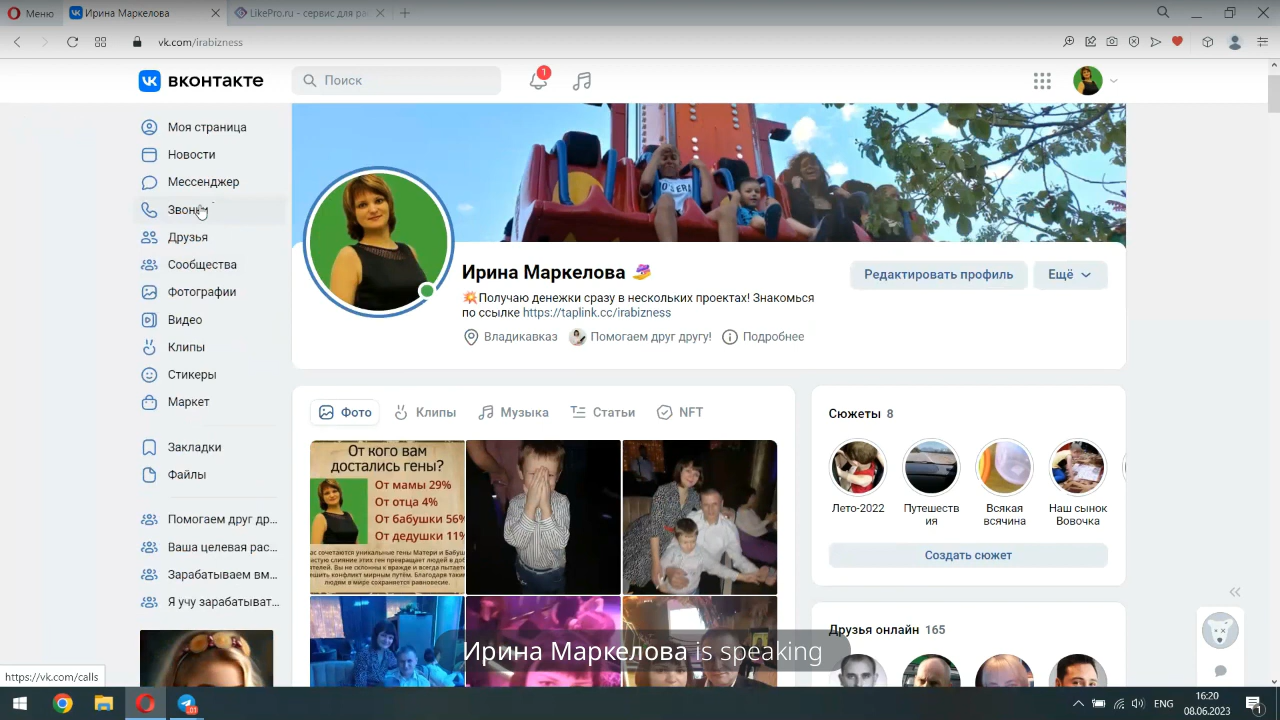 Меню
Ирина Маркелова
LikePro.ru - сервис для ра
vk.com/irabizness
вконтакте
Поиск
1
Моя страница
Новости
Мессенджер
Звонки
Друзья
Сообщества
Фотографии
Видео
Клипы
Стикеры
Маркет
Закладки
Файлы
Помогаем друг др...
Ваша целевая рас...
Зарабатываем вм...
Я учу зарабатыват...
Ирина Маркелова
Получаю денежки сразу в нескольких проектах! Знакомься
по ссылке https://taplink.cc/irabizness
Владикавказ Помогаем друг другу! Подробнее
Редактировать профиль
Ещё
Фото Клипы Музыка Статьи NFT
От кого вам
достались гены?
От мамы 29%
От отца 4%
От бабушки 56%
От дедушки 11%
Сюжеты 8
Лето-2022
Путешеств
ия
Всякая
всячина
Наш сынок
Вовочка
Создать сюжет
Друзья онлайн 165
Ирина Маркелова is speaking
https://vk.com/calls
ENG
16:20
08.06.2023
1